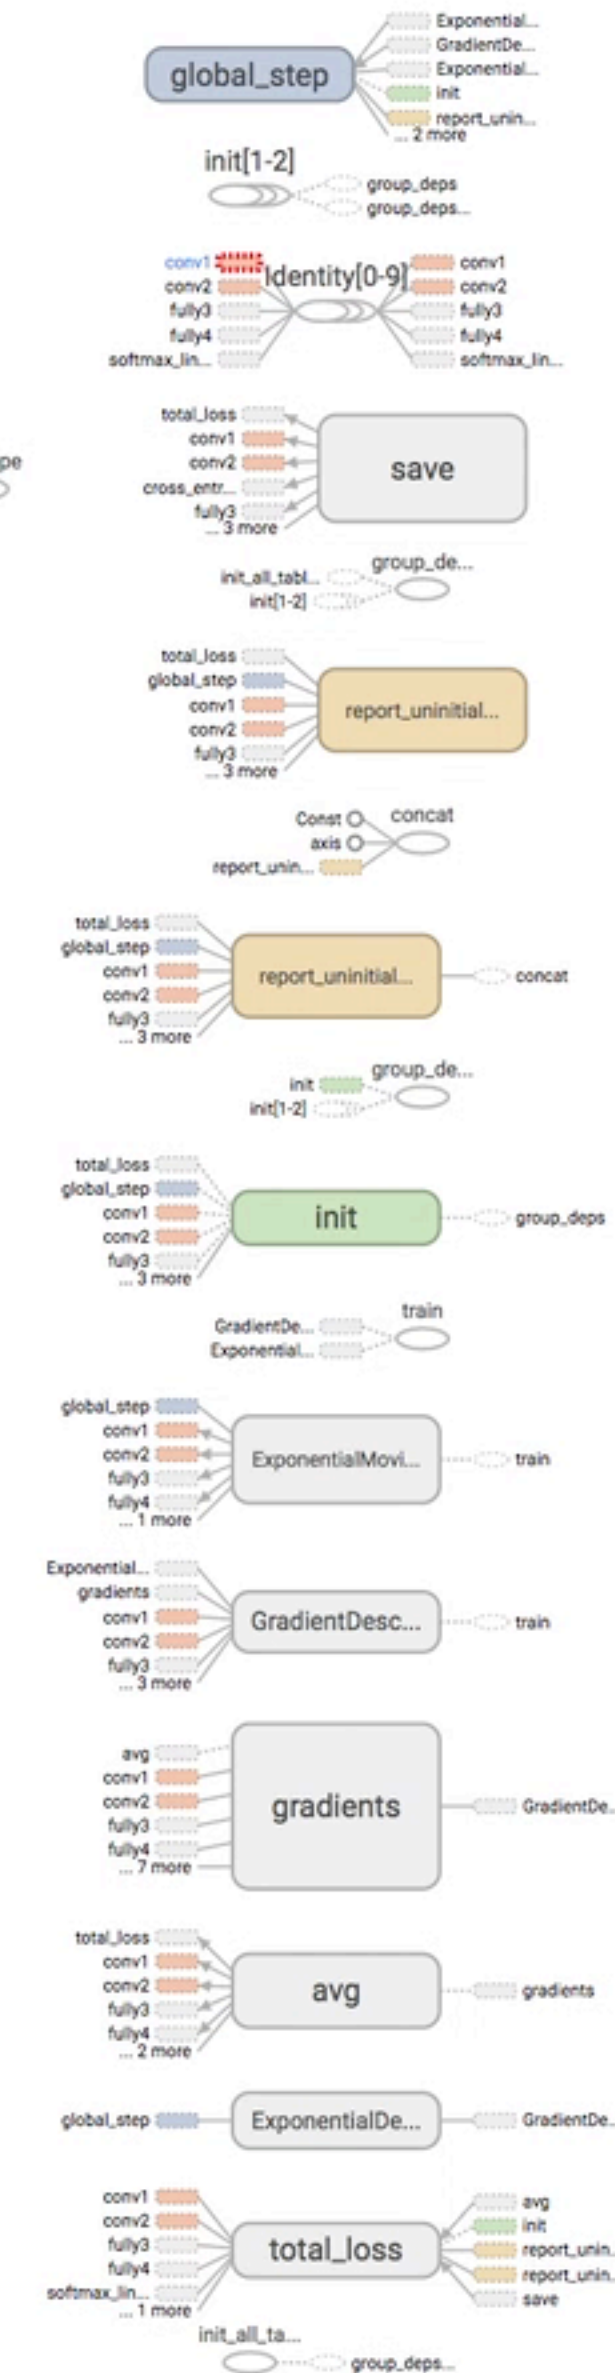 Exponential...
GradientDe...
global_step
Exponential...
init
report_unin...
... 2 more
init[1-2]
group_deps
group_deps...
conv1
Identity[0-9]
conv1
conv2
conv2
fully3
fully3
fully4
fully4
softmax_lin...
softmax_lin...
total_loss
conv1
pe
conv2
save
cross_entr...
fully3
... 3 more
group_de...
init_all_tabl...
init[1-2]
total_loss
global_step
conv1
report_uninitial...
conv2
fully3
... 3 more
Const
concat
axis
report_unin...
total_loss
global_step
conv1
report_uninitial...
concat
conv2
fully3
... 3 more
group_de...
init
init[1-2]
total_loss
global_step
conv1
init
group_deps
conv2
fully3
... 3 more
train
GradientDe...
Exponential...
global_step
conv1
conv2
ExponentialMovi...
train
fully3
fully4
... 1 more
Exponential...
gradients
conv1
GradientDesc...
train
conv2
fully3
... 3 more
avg
conv1
conv2
gradients
GradientDe..
fully3
fully4
... 7 more
total_loss
conv1
conv2
avg
gradients
fully3
fully4
... 2 more
global_step
ExponentialDe...
GradientDe..
conv1
avg
conv2
init
fully3
total_loss
report_unin.
fully4
report_unin.
softmax_lin...
save
... 1 more
init_all_ta...
group_deps...